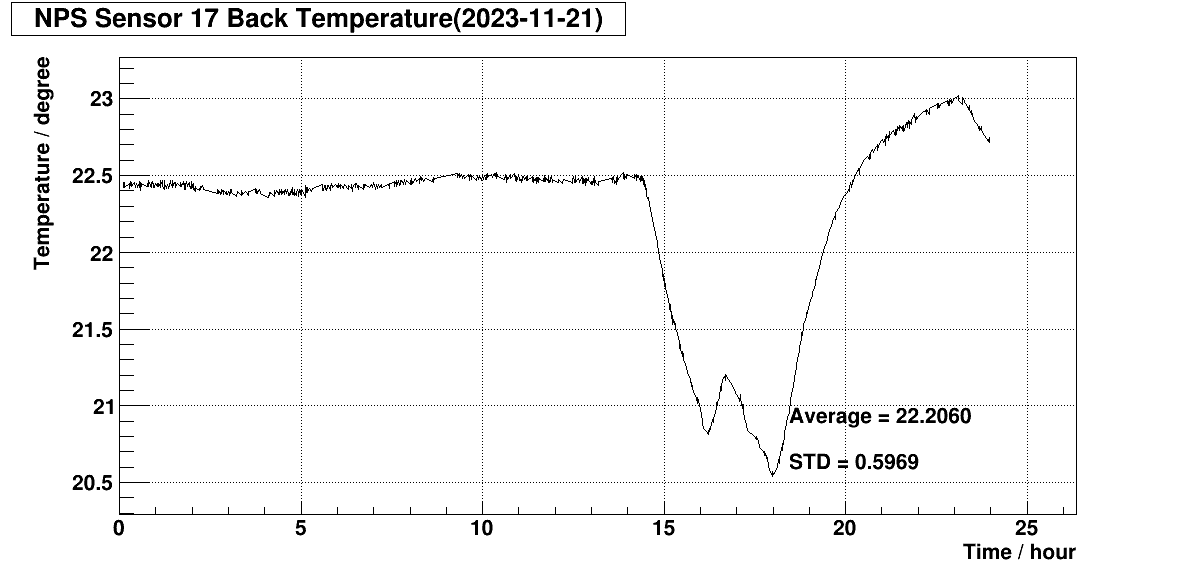 NPS Sensor 17 Back Temperature(2023-11-21)
Temperature / degree
23
22.5
22
21.5
21
20.5
Average = 22.2060
STD = 0.5969
0 5 10 15 20 25
Time / hour